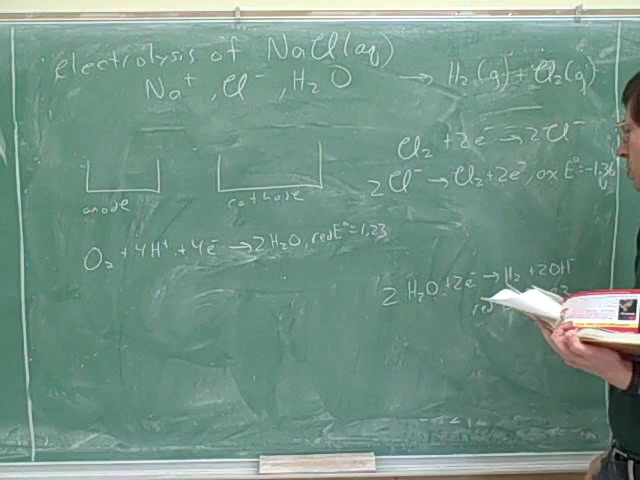 electrolysis of NaCl(aq)
Na⁺, Cl⁻, H₂O → H₂(g) + Cl₂(g)
Cl₂ + 2e⁻ → 2Cl⁻
2Cl⁻ → Cl₂ + 2e⁻, ox E° = -1.36
anode cathode
O₂ + 4H⁺ + 4e⁻ → 2H₂O, red E° = 1.23
2H₂O + 2e⁻ → H₂ + 2OH⁻
red